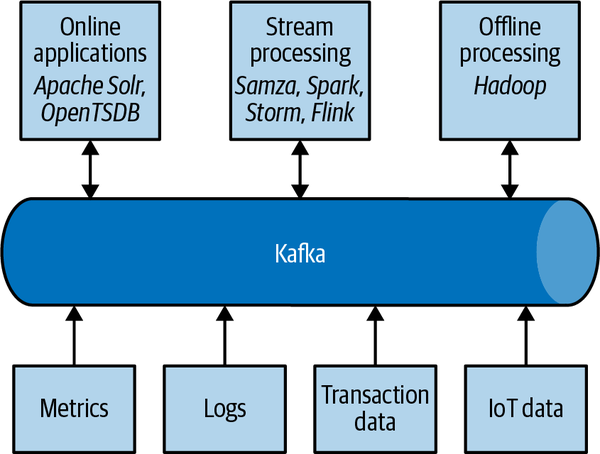 Online
applications
Apache Solr,
OpenTSDB
Stream
processing
Samza, Spark,
Storm, Flink
Offline
processing
Hadoop
Kafka
Metrics
Logs
Transaction
data
IoT data